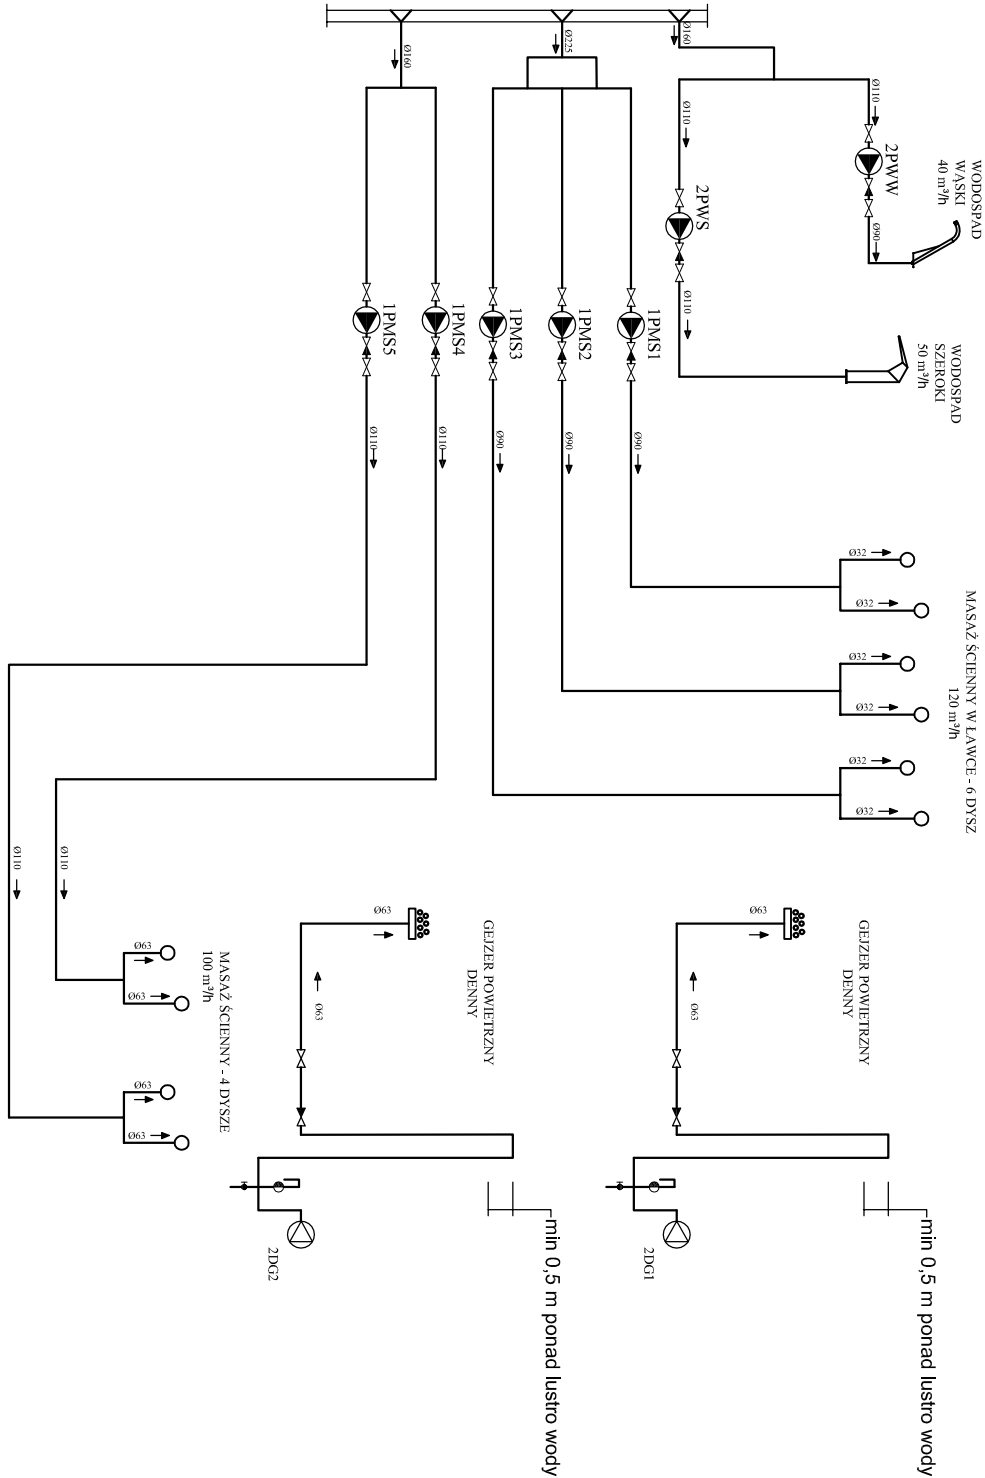 WODOSPAD
WĄSKI
40 m³/h
WODOSPAD
SZEROKI
50 m³/h
MASAŻ ŚCIENNY W ŁAWCE - 6 DYSZ
120 m³/h
GEJZER POWIETRZNY
DENNY
min 0,5 m ponad lustro wody
2DG1
Ø63
Ø63
GEJZER POWIETRZNY
DENNY
min 0,5 m ponad lustro wody
2DG2
Ø63
Ø63
MASAŻ ŚCIENNY - 4 DYSZE
100 m³/h
Ø160
Ø110
2PWW
Ø90
Ø110
2PWS
Ø110
Ø225
1PMS1
Ø90
1PMS2
Ø90
1PMS3
Ø90
Ø32
Ø32
Ø32
Ø32
Ø32
Ø32
Ø160
1PMS4
Ø110
1PMS5
Ø110
Ø110
Ø110
Ø63
Ø63
Ø63
Ø63